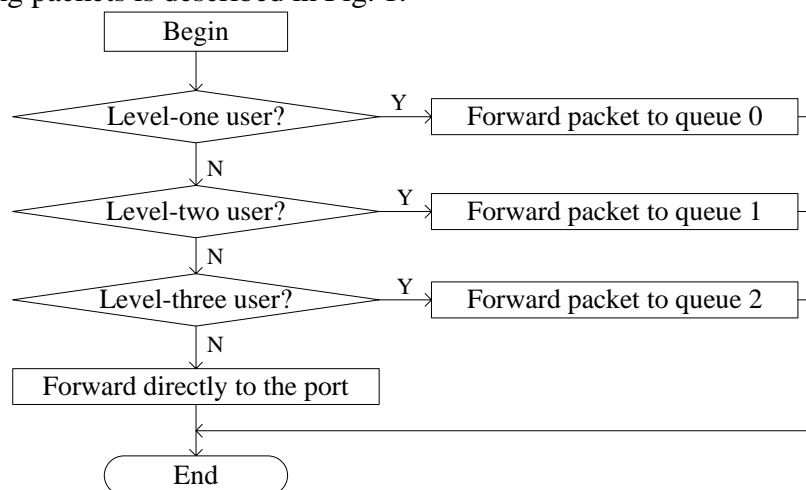 packets is described in Fig. 1.
Begin
Level-one user?
Y
Forward packet to queue 0
N
Level-two user?
Y
Forward packet to queue 1
N
Level-three user?
Y
Forward packet to queue 2
N
Forward directly to the port
End